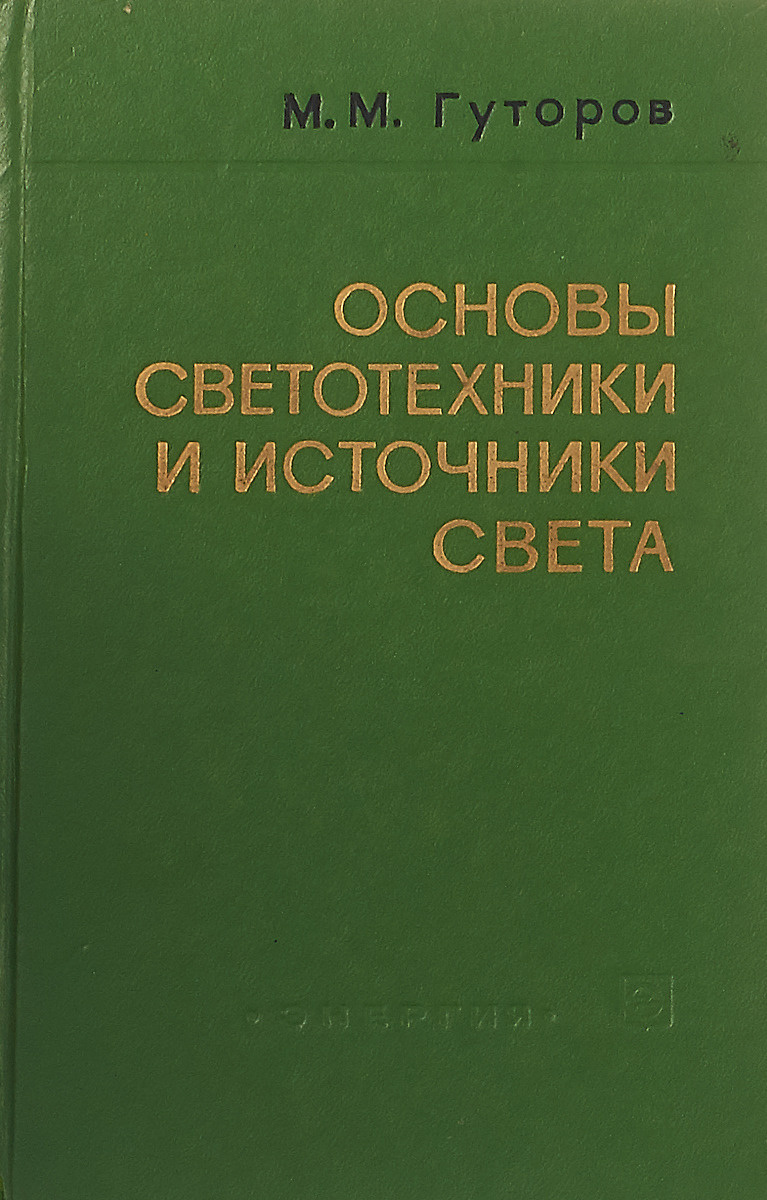 М. М. Гуторов
ОСНОВЫ
СВЕТОТЕХНИКИ
И ИСТОЧНИКИ
СВЕТА
• ЭНЕРГИЯ •